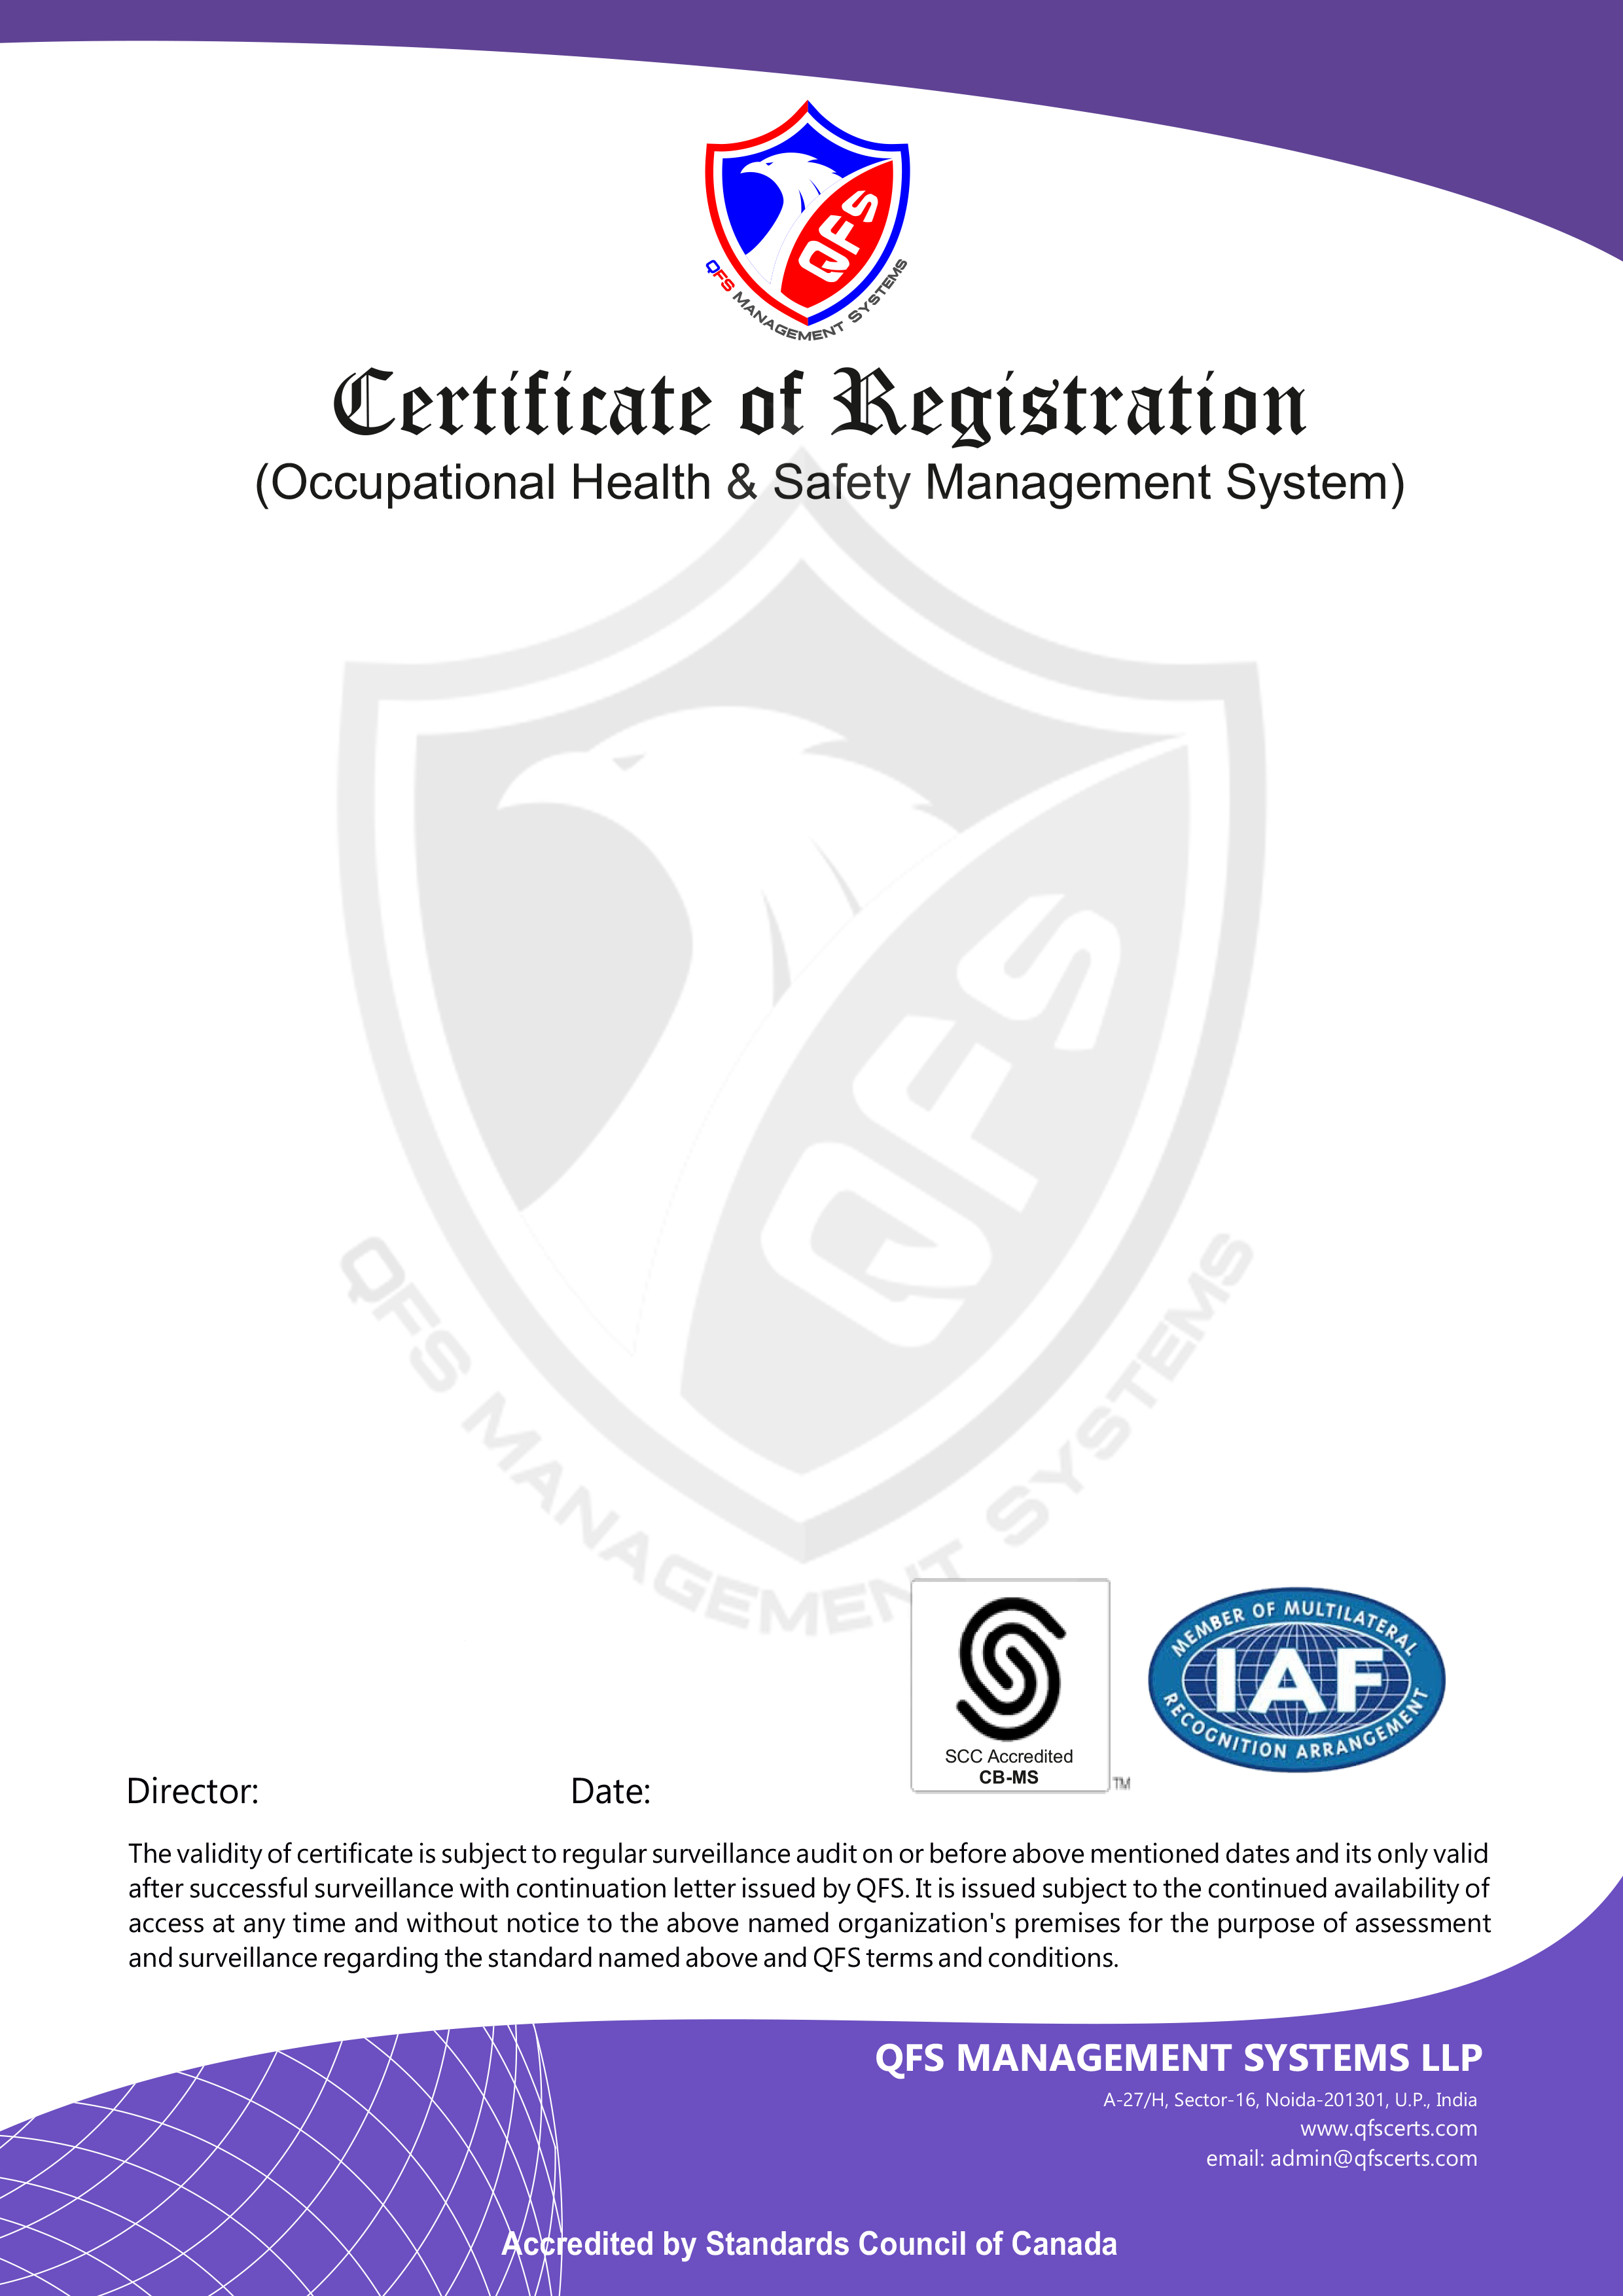 QFS
QFS MANAGEMENT SYSTEMS
Certificate of Registration
(Occupational Health & Safety Management System)
QFS
QFS MANAGEMENT SYSTEMS
SCC Accredited
CB-MS
TM
MEMBER OF MULTILATERAL
IAF
RECOGNITION ARRANGEMENT
Director:
Date:
The validity of certificate is subject to regular surveillance audit on or before above mentioned dates and its only valid
after successful surveillance with continuation letter issued by QFS. It is issued subject to the continued availability of
access at any time and without notice to the above named organization's premises for the purpose of assessment
and surveillance regarding the standard named above and QFS terms and conditions.
QFS MANAGEMENT SYSTEMS LLP
A-27/H, Sector-16, Noida-201301, U.P., India
www.qfscerts.com
email: admin@qfscerts.com
Accredited by Standards Council of Canada